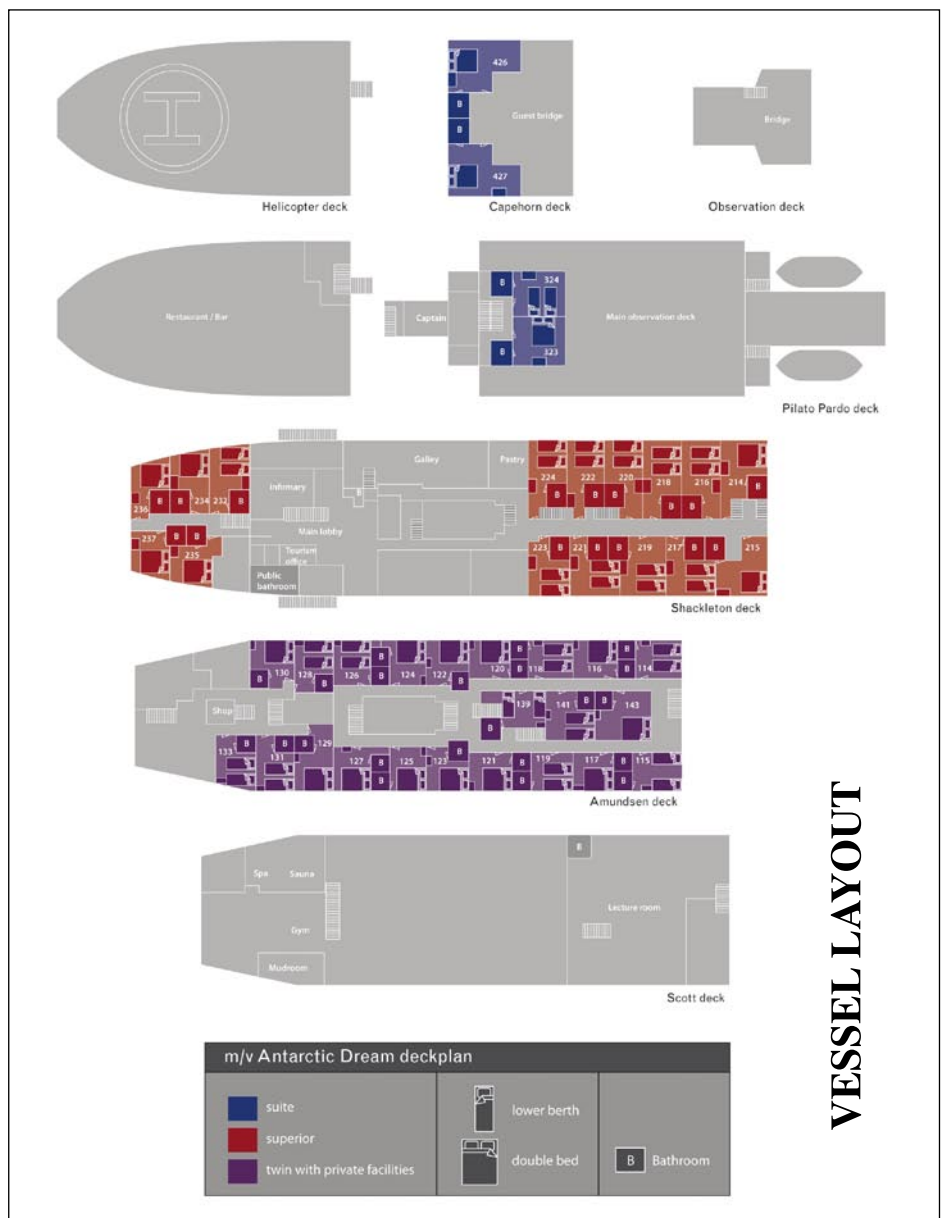 426
B
B
Guest bridge
427
Bridge
Helicopter deck
Capehorn deck
Observation deck
Restaurant / Bar
Captain
B
324
Main observation deck
B
323
Pilato Pardo deck
236
B
B
234
232
B
Infirmary
Galley
Pastry
B
224
B
222
B
B
220
218
B
B
216
214
B
Main lobby
237
B
B
235
Tourism
office
Public
bathroom
223
B
221
B
B
219
217
B
B
215
Shackleton deck
B
130
128
B
126
B
B
124
122
B
120
B
B
118
116
B
B
114
Shop
139
B
141
B
B
143
133
B
131
B
B
129
127
B
B
125
123
B
121
B
B
119
117
B
B
115
Amundsen deck
Spa
Sauna
B
Lecture room
Gym
Mudroom
Scott deck
VESSEL LAYOUT
m/v Antarctic Dream deckplan
suite
superior
twin with private facilities
lower berth
double bed
B
Bathroom